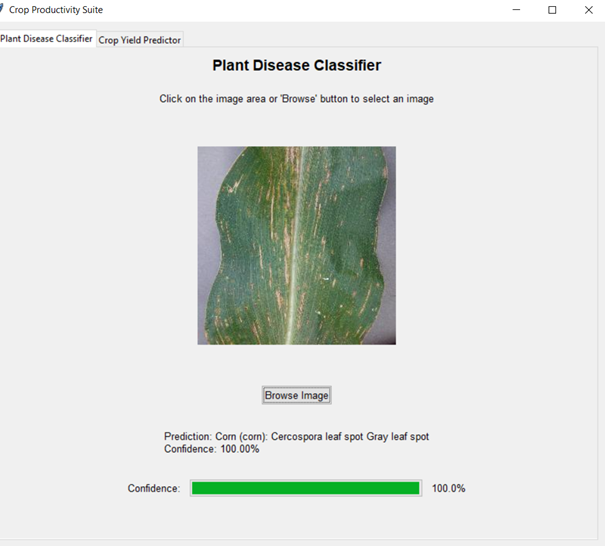 Crop Productivity Suite
Plant Disease Classifier Crop Yield Predictor
Plant Disease Classifier
Click on the image area or 'Browse' button to select an image
Browse Image
Prediction: Corn (corn): Cercospora leaf spot Gray leaf spot
Confidence: 100.00%
Confidence: 100.0%